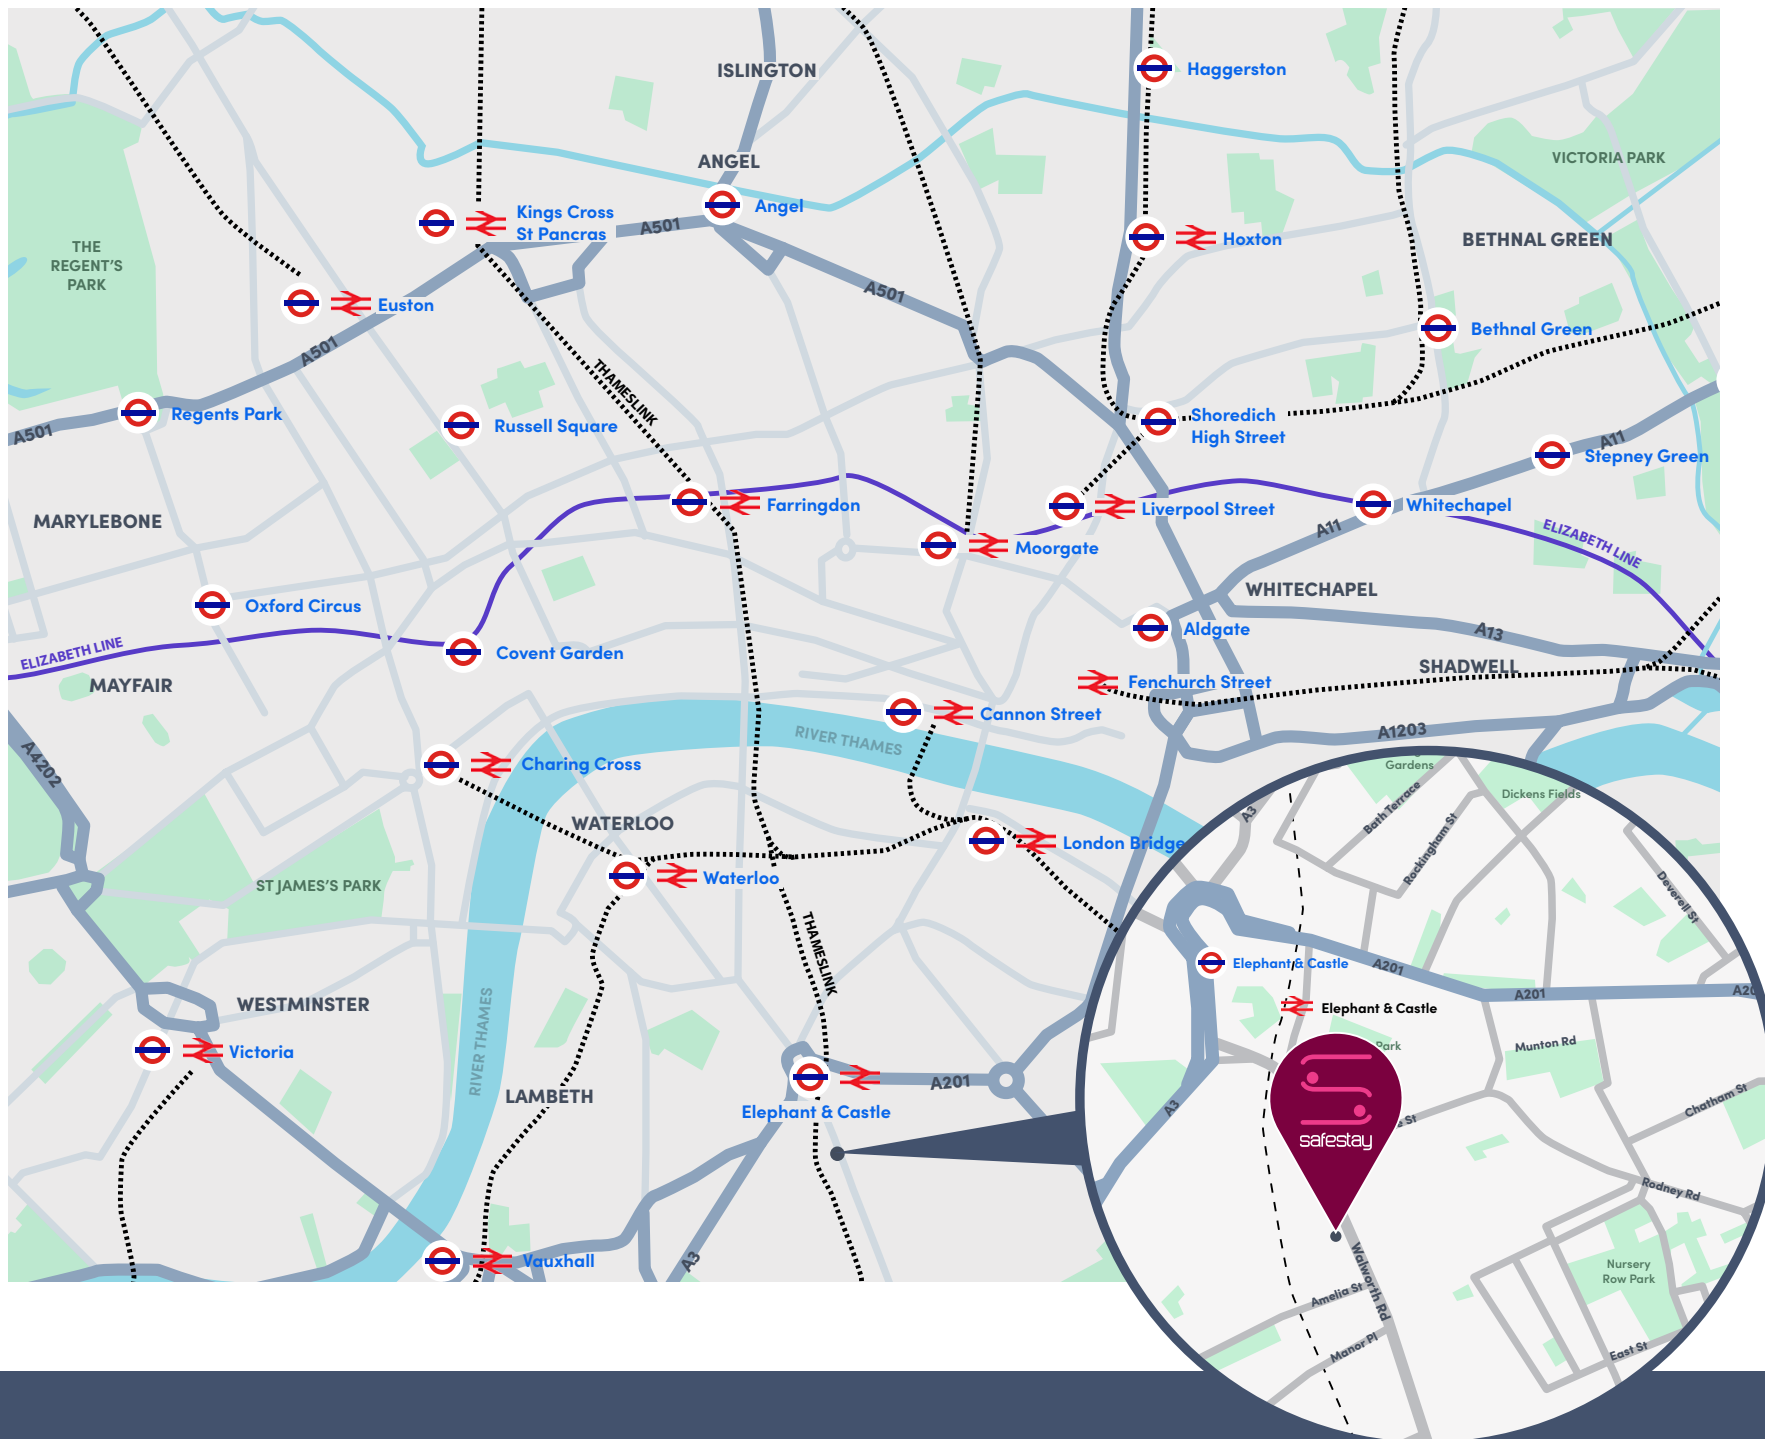 ISLINGTON
Haggerston
ANGEL
VICTORIA PARK
Angel
Kings Cross
St Pancras
A501
Hoxton
BETHNAL GREEN
THE
REGENT'S
PARK
A501
Euston
Bethnal Green
A501
THAMESLINK
Regents Park
A501
Russell Square
Shoredich
High Street
A11
Stepney Green
Farringdon
Liverpool Street
Whitechapel
MARYLEBONE
A11
ELIZABETH LINE
Moorgate
WHITECHAPEL
Oxford Circus
Aldgate
A13
ELIZABETH LINE
Covent Garden
SHADWELL
MAYFAIR
Fenchurch Street
Cannon Street
A1203
RIVER THAMES
A4202
Charing Cross
WATERLOO
London Bridge
ST JAMES'S PARK
Waterloo
THAMESLINK
WESTMINSTER
RIVER THAMES
Victoria
LAMBETH
A201
Elephant & Castle
Vauxhall
A3
Gardens
Dickens Fields
Bath Terrace
A3
Rockingham St
Deverell St
Elephant & Castle
A201
A201
A20
Elephant & Castle
Park
Munton Rd
A3
Chatham St
e St
safestay
Rodney Rd
Walworth Rd
Nursery
Row Park
Amelia St
Manor Pl
East St